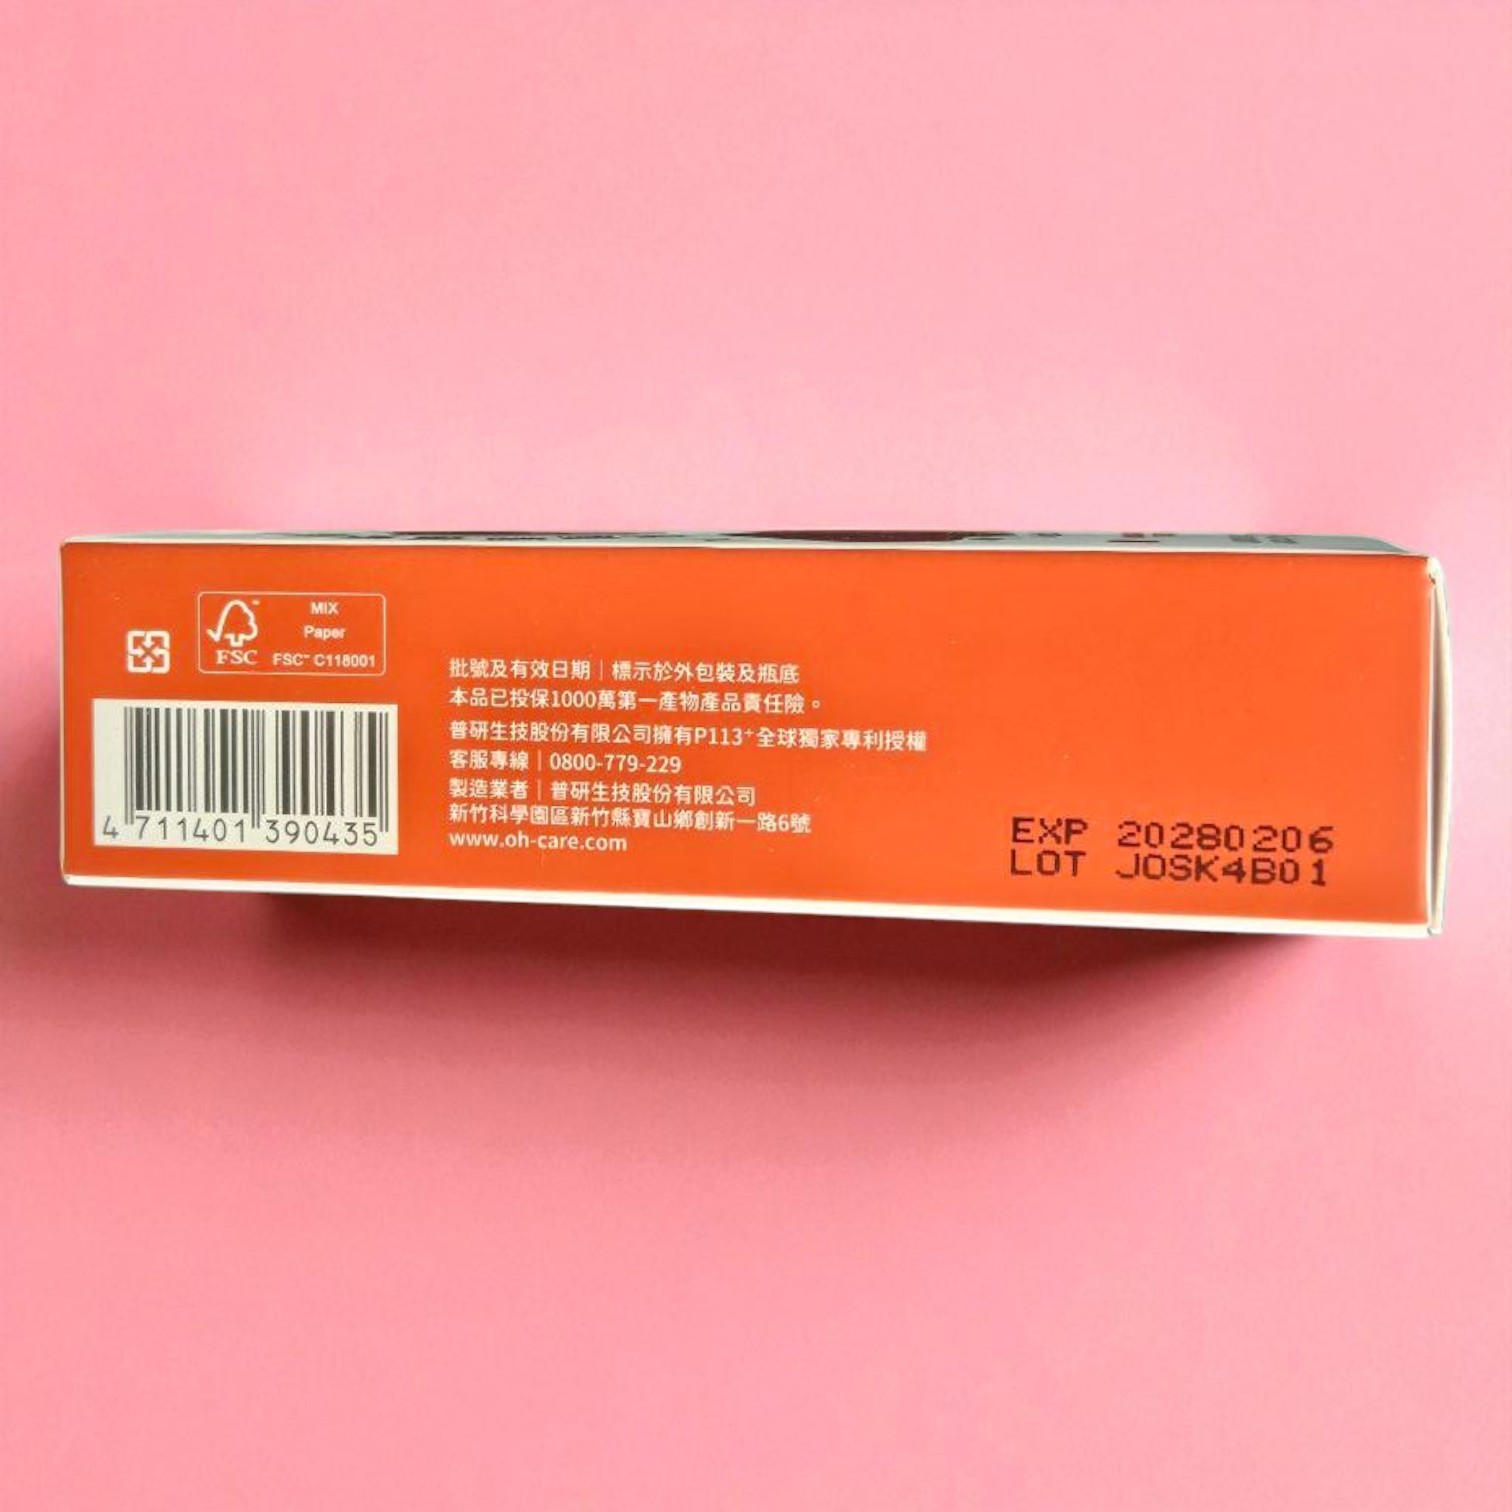 MIX
Paper
FSC™ C118001
FSC
批號及有效日期｜標示於外包裝及瓶底
本品已投保1000萬第一產物產品責任險。
普研生技股份有限公司擁有P113⁺全球獨家專利授權
客服專線｜0800-779-229
製造業者｜普研生技股份有限公司
新竹科學園區新竹縣寶山鄉創新一路6號
www.oh-care.com
4 711401 390435
EXP 20280206
LOT JOSK4B01